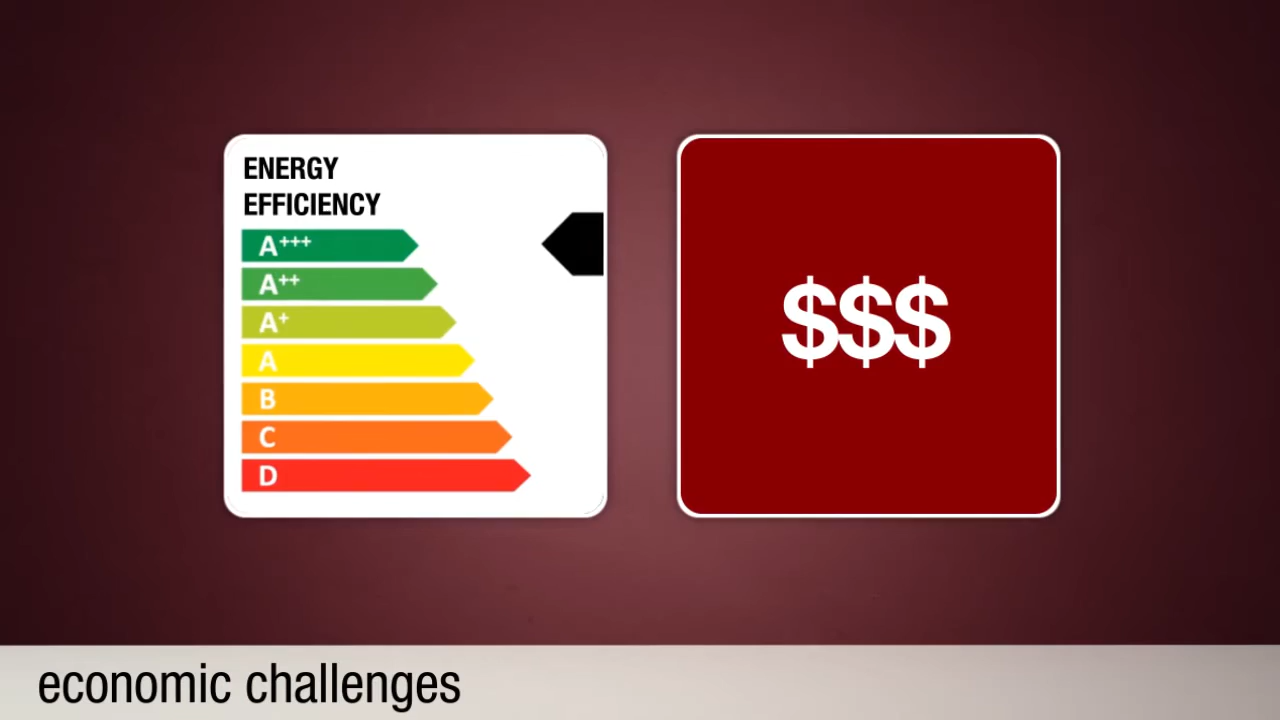 ENERGY
EFFICIENCY
A+++
A++
A+
A
B
C
D
$$$
economic challenges